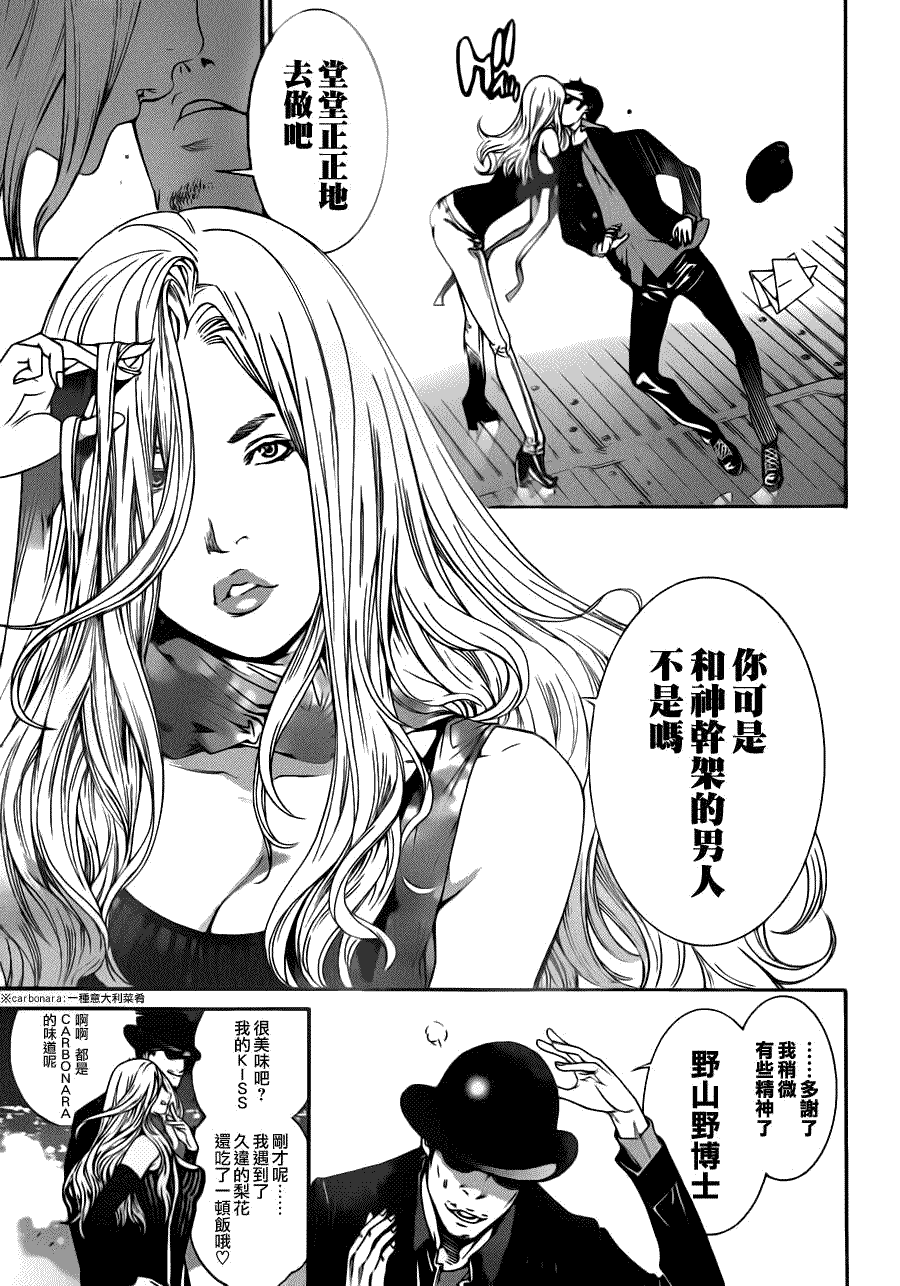 堂堂正正地
去做吧
你可是
和神幹架的男人
不是嗎
……多謝了
我稍微
有些精神了
野山野博士
很美味吧？
我的KISS
剛才呢……
我遇到了
久違的梨花
還吃了一頓飯哦♡
啊啊 都是
CARBONARA
的味道呢
※carbonara:一種意大利菜肴